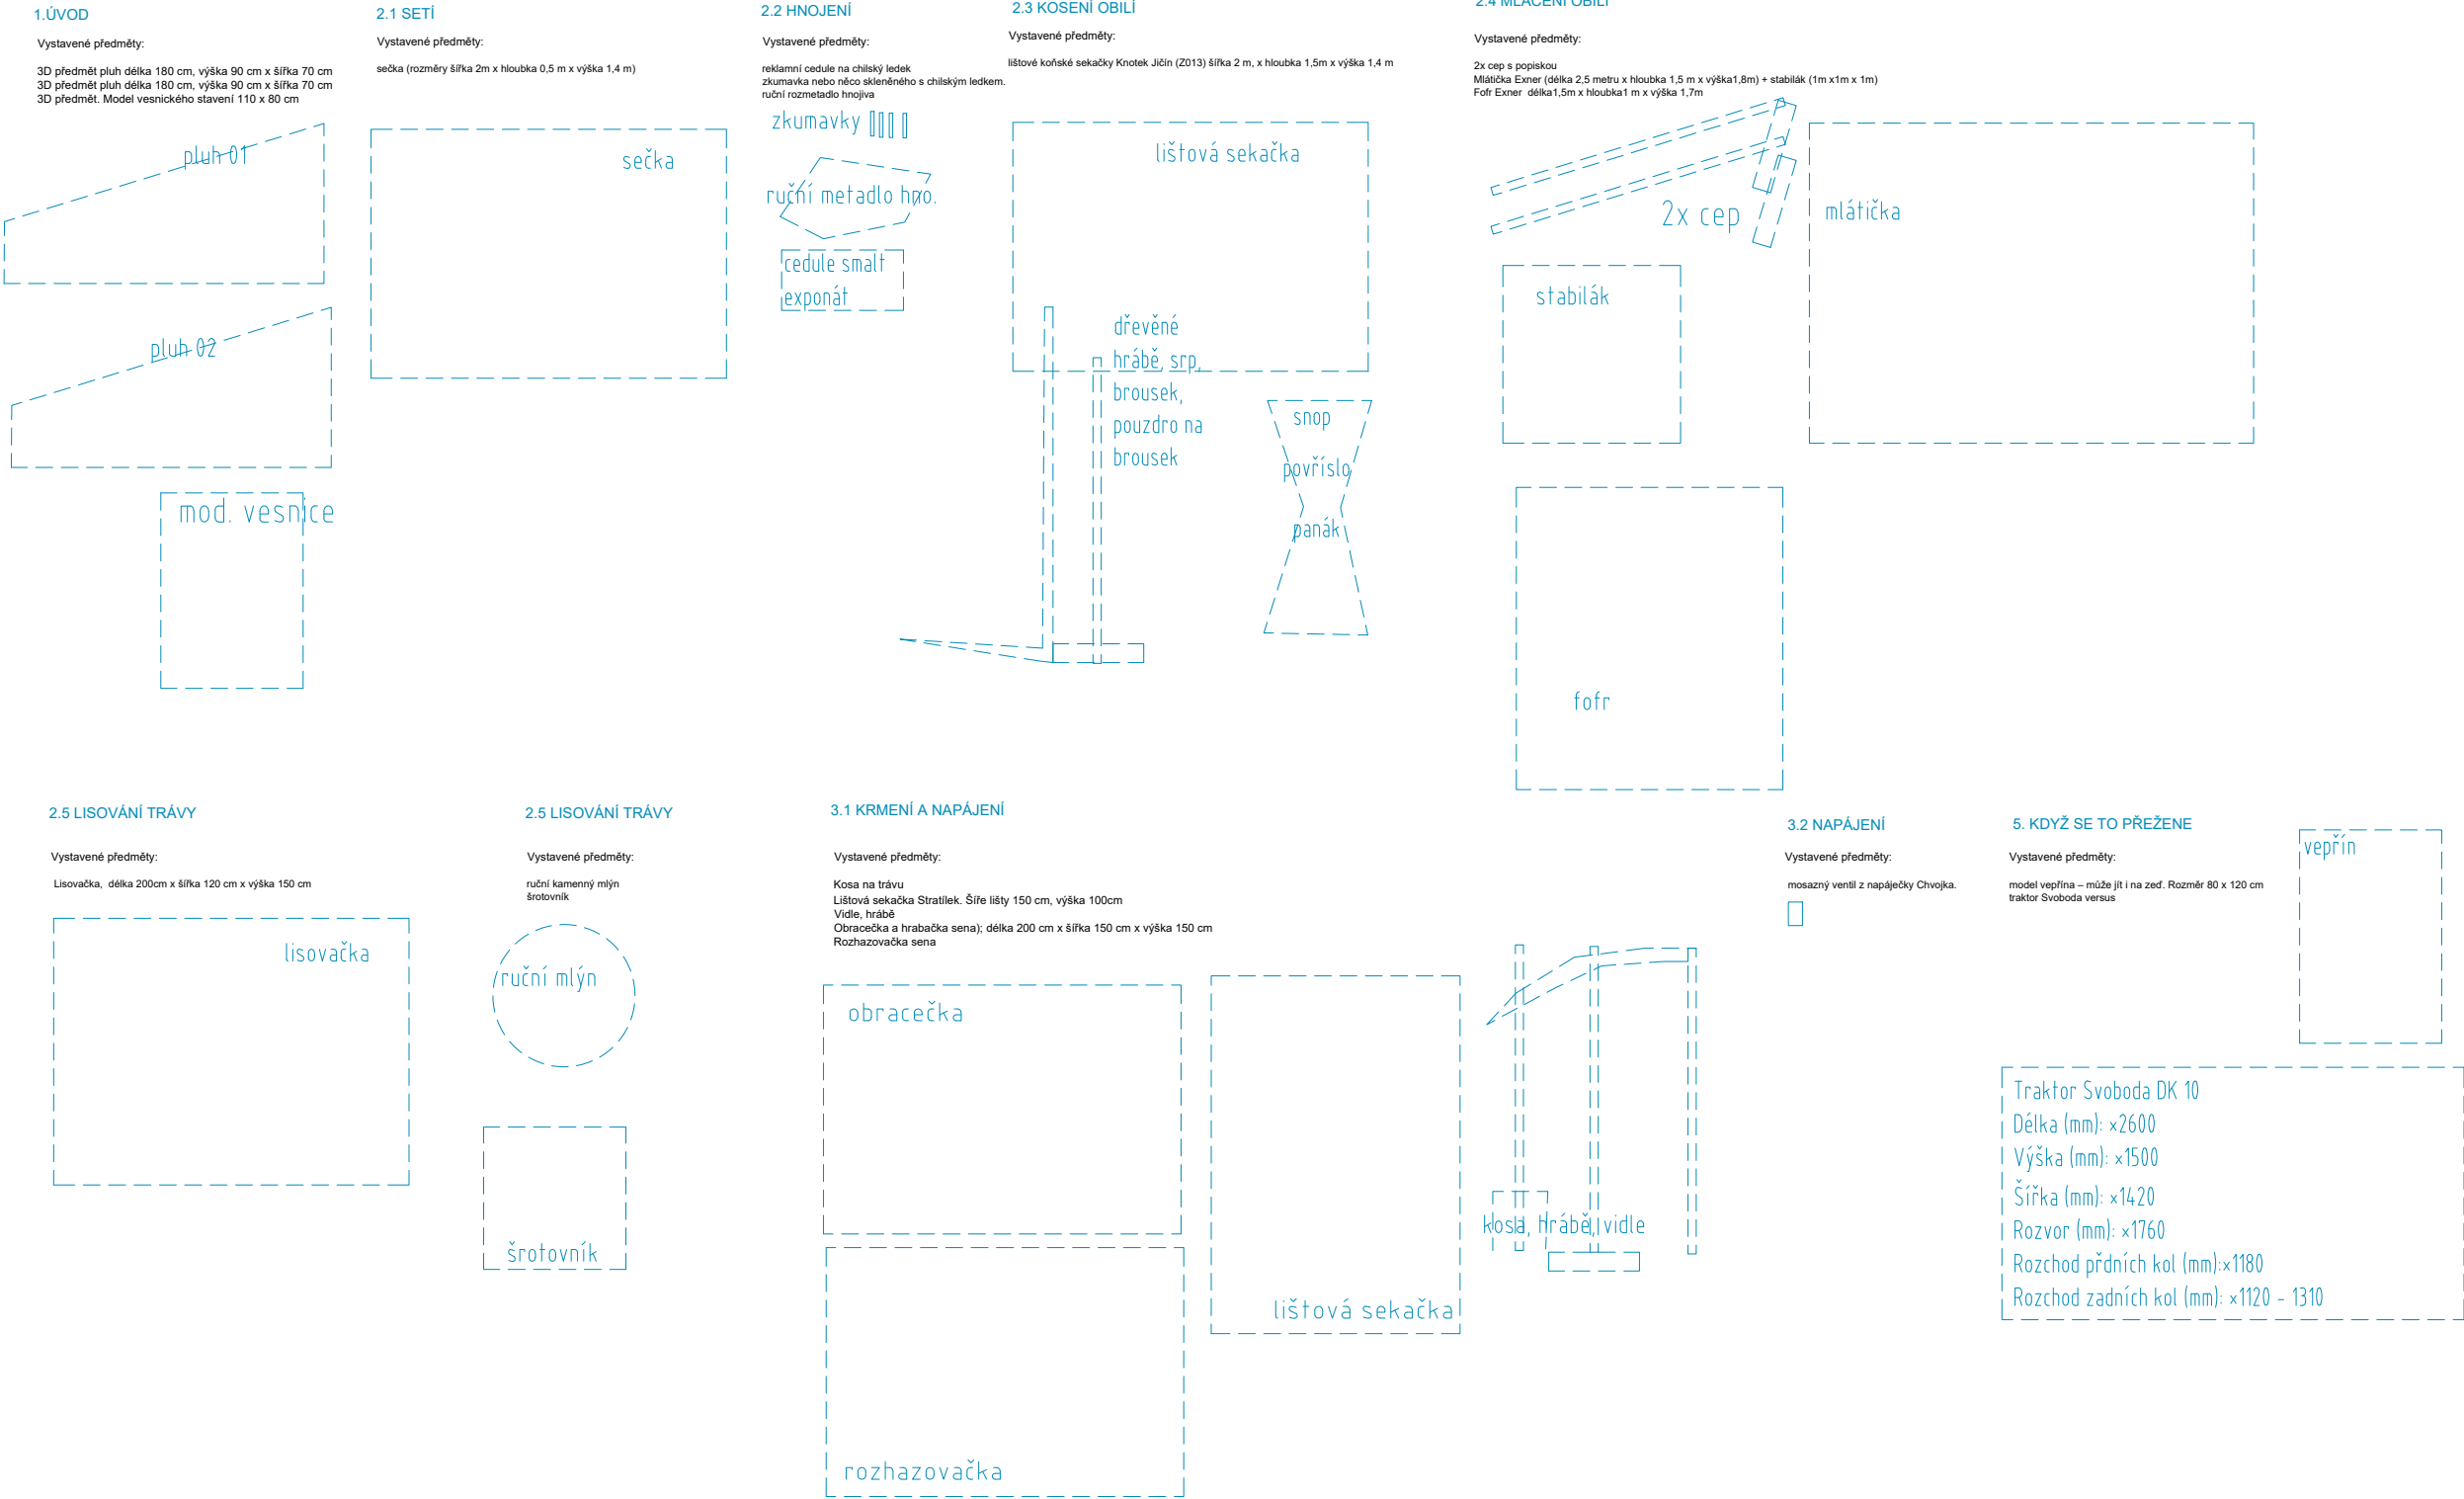 1.ÚVOD
Vystavené předměty:
3D předmět pluh délka 180 cm, výška 90 cm x šířka 70 cm
3D předmět pluh délka 180 cm, výška 90 cm x šířka 70 cm
3D předmět. Model vesnického stavení 110 x 80 cm
pluh 01
pluh 02
mod. vesnice
2.1 SETÍ
Vystavené předměty:
sečka (rozměry šířka 2m x hloubka 0,5 m x výška 1,4 m)
sečka
2.2 HNOJENÍ
Vystavené předměty:
reklamní cedule na chilský ledek
zkumavka nebo něco skleněného s chilským ledkem.
ruční rozmetadlo hnojiva
zkumavky
ruční metadlo hno.
cedule smalt
exponát
2.3 KOSENÍ OBILÍ
Vystavené předměty:
lištové koňské sekačky Knotek Jičín (Z013) šířka 2 m, x hloubka 1,5m x výška 1,4 m
lištová sekačka
dřevěné
hrábě, srp,
brousek,
pouzdro na
brousek
snop
povříslo
panák
2.4 MLÁCENÍ OBILÍ
Vystavené předměty:
2x cep s popiskou
Mlátička Exner (délka 2,5 metru x hloubka 1,5 m x výška1,8m) + stabilák (1m x1m x 1m)
Fofr Exner  délka1,5m x hloubka1 m x výška 1,7m
2x cep
mlátička
stabilák
fofr
2.5 LISOVÁNÍ TRÁVY
Vystavené předměty:
Lisovačka,  délka 200cm x šířka 120 cm x výška 150 cm
lisovačka
2.5 LISOVÁNÍ TRÁVY
Vystavené předměty:
ruční kamenný mlýn
šrotovník
ruční mlýn
šrotovník
3.1 KRMENÍ A NAPÁJENÍ
Vystavené předměty:
Kosa na trávu
Lištová sekačka Stratílek. Šíře lišty 150 cm, výška 100cm
Vidle, hrábě
Obracečka a hrabačka sena); délka 200 cm x šířka 150 cm x výška 150 cm
Rozhazovačka sena
obracečka
rozhazovačka
lištová sekačka
kosa, hrábě, vidle
3.2 NAPÁJENÍ
Vystavené předměty:
mosazný ventil z napáječky Chvojka.
5. KDYŽ SE TO PŘEŽENE
Vystavené předměty:
model vepřína – může jít i na zeď. Rozměr 80 x 120 cm
traktor Svoboda versus
vepřín
Traktor Svoboda DK 10
Délka (mm): ×2600
Výška (mm): ×1500
Šířka (mm): ×1420
Rozvor (mm): ×1760
Rozchod přdních kol (mm):×1180
Rozchod zadních kol (mm): ×1120 - 1310